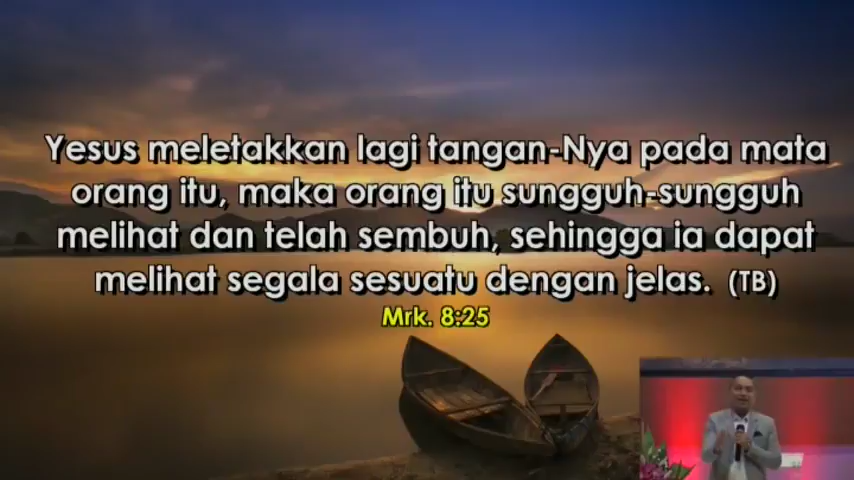 Yesus meletakkan lagi tangan-Nya pada mata
orang itu, maka orang itu sungguh-sungguh
melihat dan telah sembuh, sehingga ia dapat
melihat segala sesuatu dengan jelas. (TB)
Mrk. 8:25